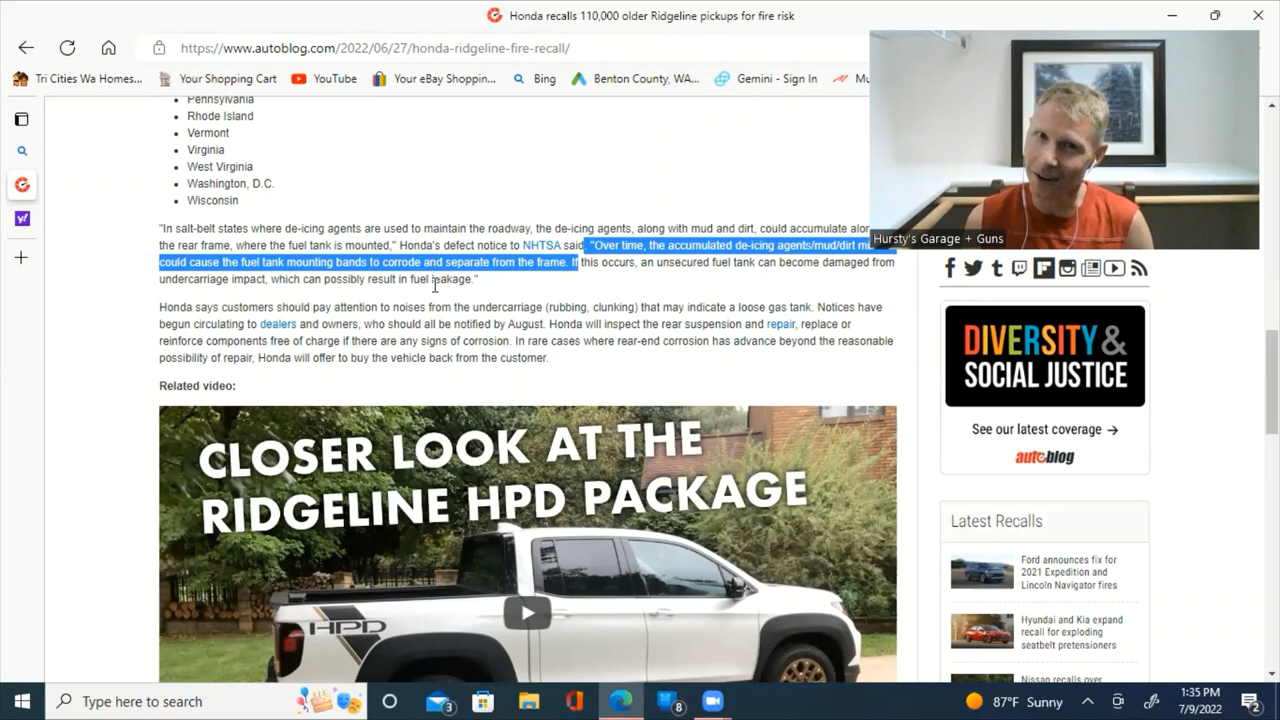 Honda recalls 110,000 older Ridgeline pickups for fire risk
https://www.autoblog.com/2022/06/27/honda-ridgeline-fire-recall/
Tri Cities Wa Homes...
Your Shopping Cart
YouTube
Your eBay Shoppin...
Bing
Benton County, WA...
Gemini - Sign In
Mu
Pennsylvania
Rhode Island
Vermont
Virginia
West Virginia
Washington, D.C.
Wisconsin
"In salt-belt states where de-icing agents are used to maintain the roadway, the de-icing agents, along with mud and dirt, could accumulate alon
the rear frame, where the fuel tank is mounted," Honda's defect notice to NHTSA said. "Over time, the accumulated de-icing agents/mud/dirt mi
could cause the fuel tank mounting bands to corrode and separate from the frame. If this occurs, an unsecured fuel tank can become damaged from
undercarriage impact, which can possibly result in fuel leakage."
Hursty's Garage + Guns
Honda says customers should pay attention to noises from the undercarriage (rubbing, clunking) that may indicate a loose gas tank. Notices have
begun circulating to dealers and owners, who should all be notified by August. Honda will inspect the rear suspension and repair, replace or
reinforce components free of charge if there are any signs of corrosion. In rare cases where rear-end corrosion has advance beyond the reasonable
possibility of repair, Honda will offer to buy the vehicle back from the customer.
Related video:
CLOSER LOOK AT THE
RIDGELINE HPD PACKAGE
HPD
DIVERSITY &
SOCIAL JUSTICE
See our latest coverage →
autoblog
Latest Recalls
Ford announces fix for
2021 Expedition and
Lincoln Navigator fires
Hyundai and Kia expand
recall for exploding
seatbelt pretensioners
Nissan recalls over
Type here to search
3
8
87°F Sunny
1:35 PM
7/9/2022
2